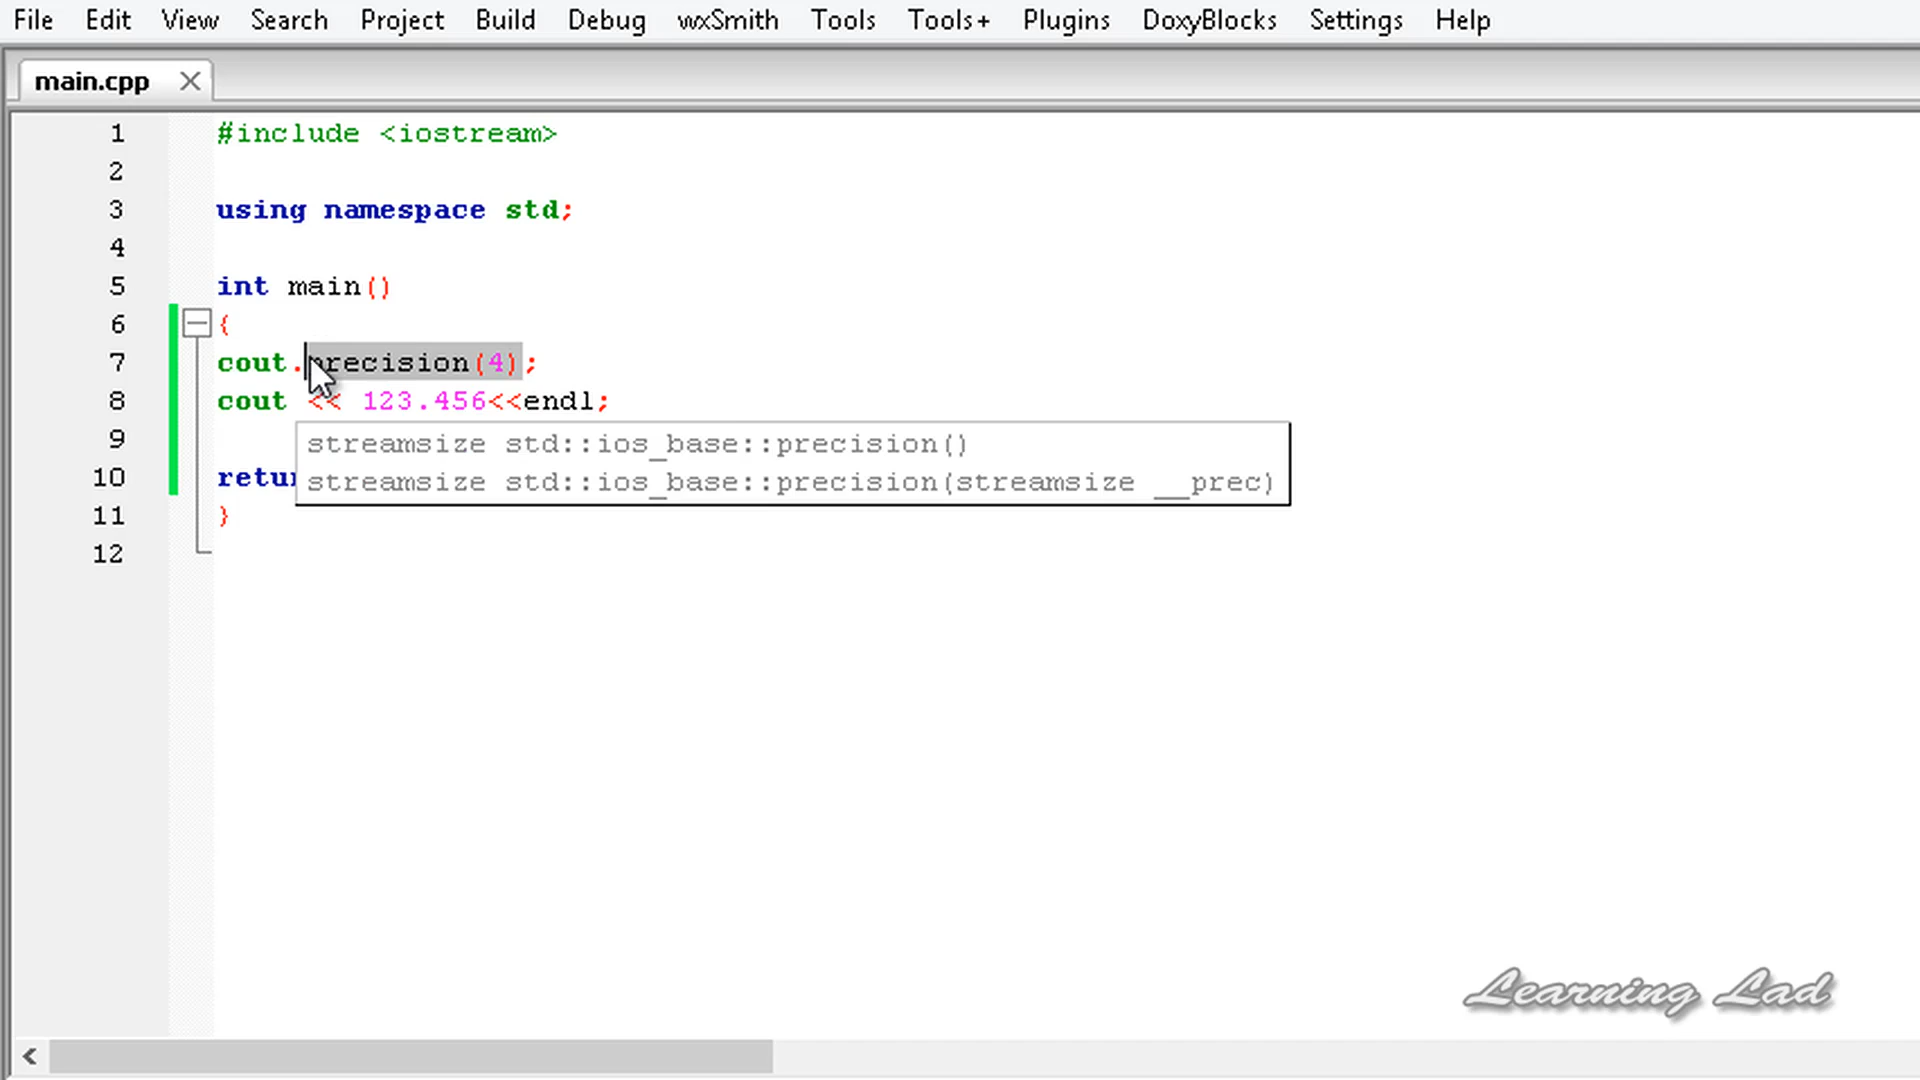 File Edit View Search Project Build Debug wxSmith Tools Tools+ Plugins DoxyBlocks Settings Help
main.cpp
1 #include <iostream>
2
3 using namespace std;
4
5 int main()
6 {
7 cout.precision(4);
8 cout << 123.456<<endl;
9 streamsize std::ios_base::precision()
10 retur streamsize std::ios_base::precision(streamsize __prec)
11 }
12
Learning Lad